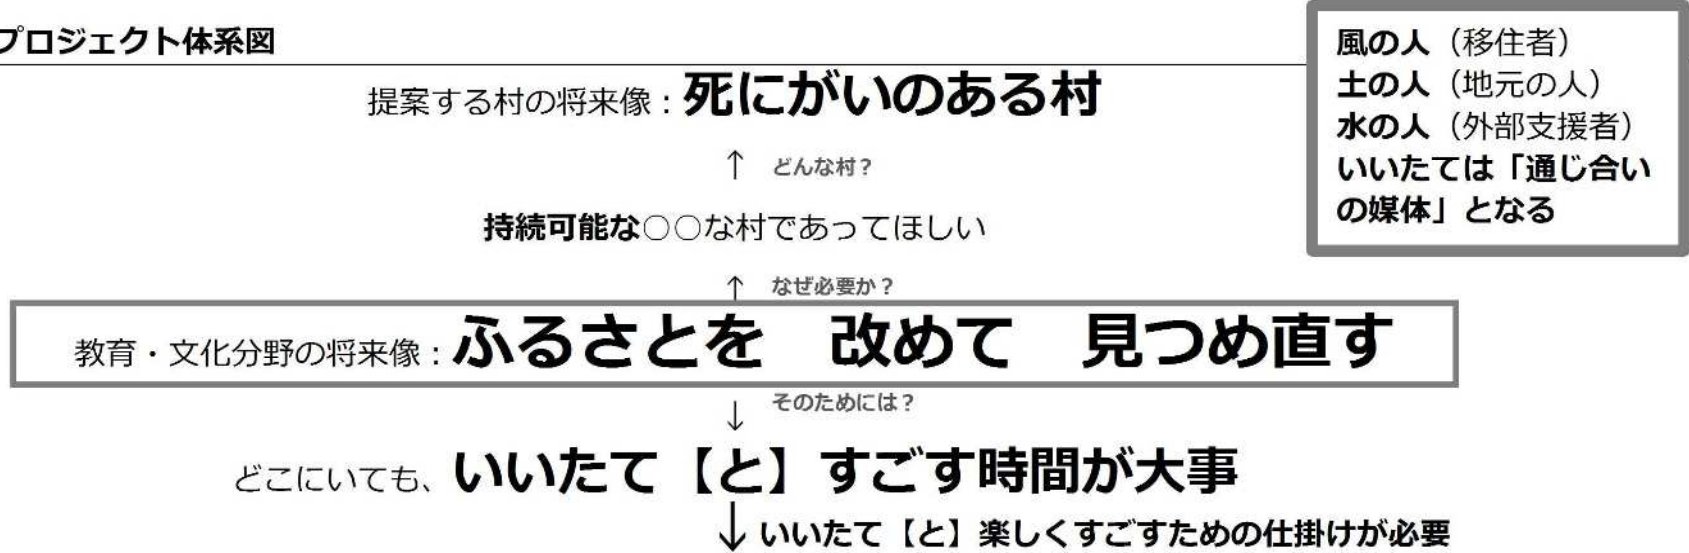 プロジェクト体系図
風の人（移住者）
土の人（地元の人）
水の人（外部支援者）
いいたては「通じ合い
の媒体」となる
提案する村の将来像：死にがいのある村
↑ どんな村？
持続可能な○○な村であってほしい
↑ なぜ必要か？
教育・文化分野の将来像：ふるさとを　改めて　見つめ直す
↓ そのためには？
どこにいても、いいたて【と】すごす時間が大事
↓いいたて【と】楽しくすごすための仕掛けが必要